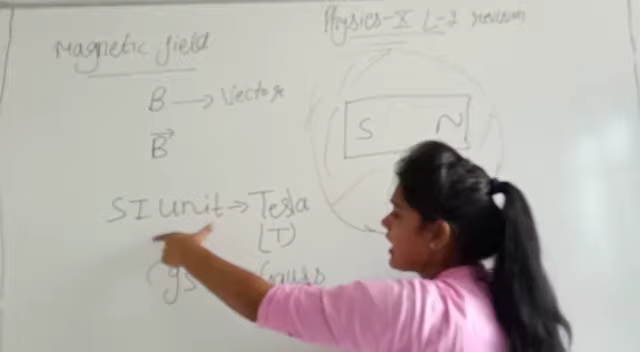 Physics-X L-2 revision
Magnetic field
B → Vector
B⃗
S N
SI unit → Tesla
(T)
Gauss